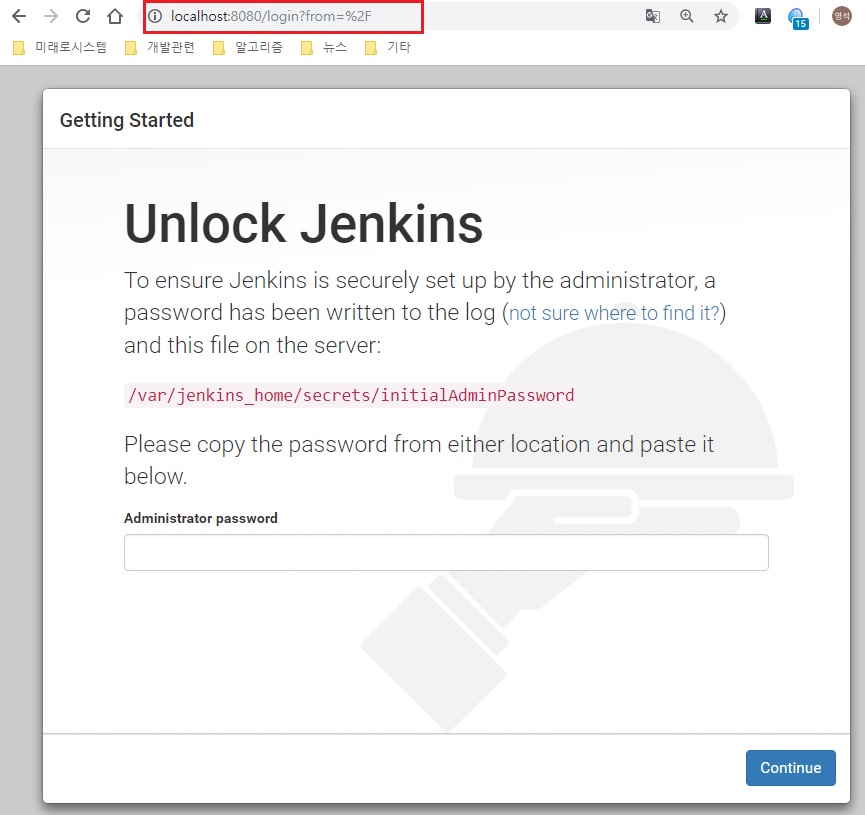 localhost:8080/login?from=%2F
15
영석
미래로시스템 개발관련 알고리즘 뉴스 기타
Getting Started
Unlock Jenkins
To ensure Jenkins is securely set up by the administrator, a
password has been written to the log (not sure where to find it?)
and this file on the server:
/var/jenkins_home/secrets/initialAdminPassword
Please copy the password from either location and paste it
below.
Administrator password
Continue